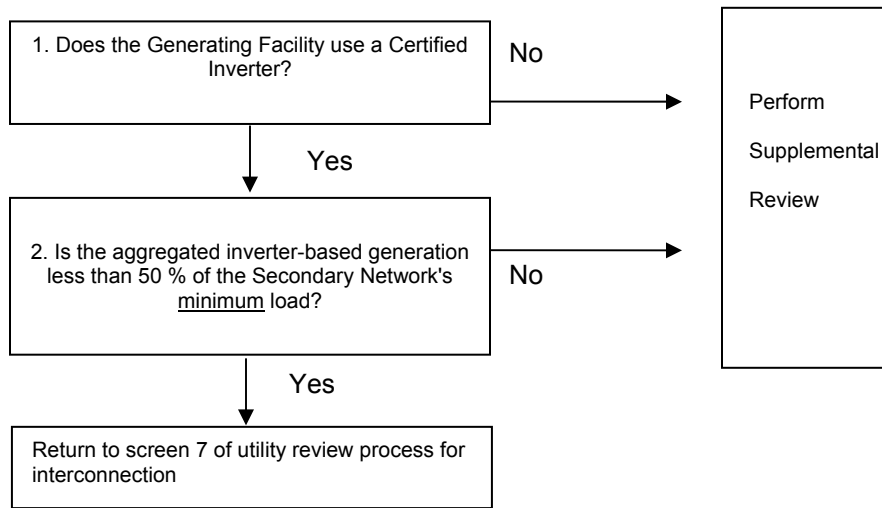 1. Does the Generating Facility use a Certified
Inverter?
No
Perform
Supplemental
Review
Yes
2. Is the aggregated inverter-based generation
less than 50 % of the Secondary Network's
minimum load?
No
Yes
Return to screen 7 of utility review process for
interconnection